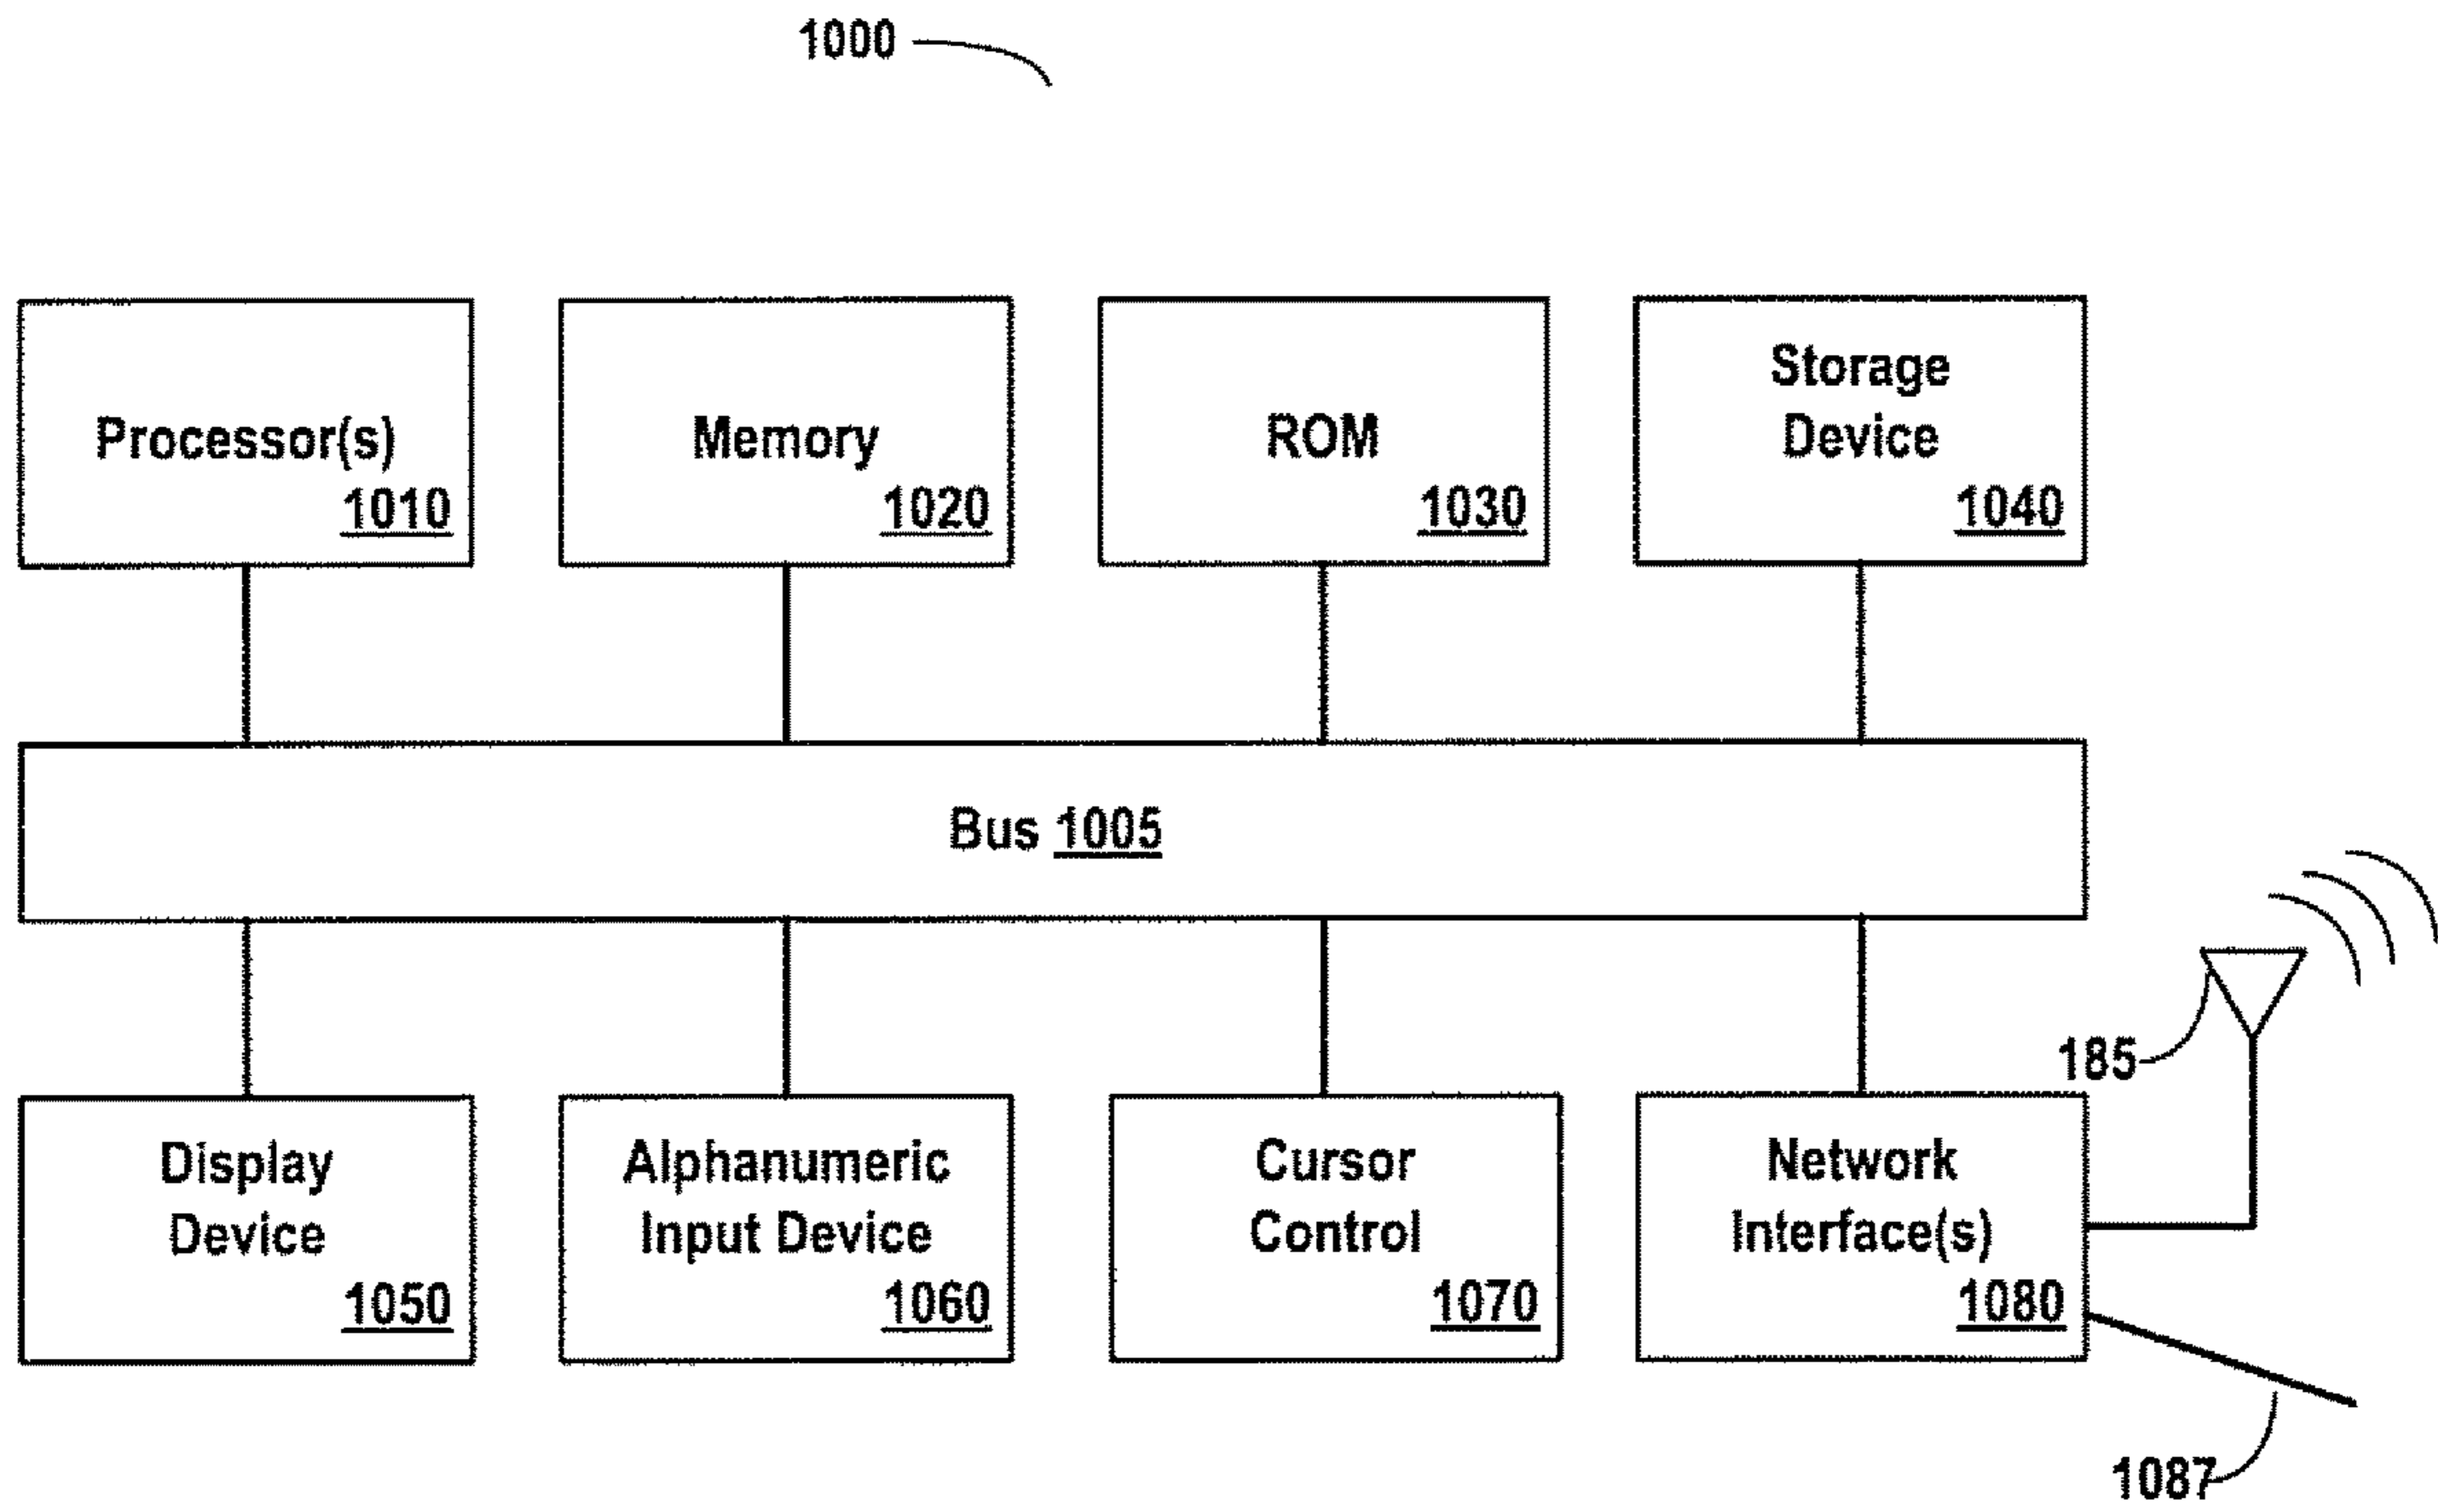 1000
Processor(s)
1010
Memory
1020
ROM
1030
Storage
Device
1040
Bus 1005
185
Display
Device
1050
Alphanumeric
Input Device
1060
Cursor
Control
1070
Network
Interface(s)
1080
1087